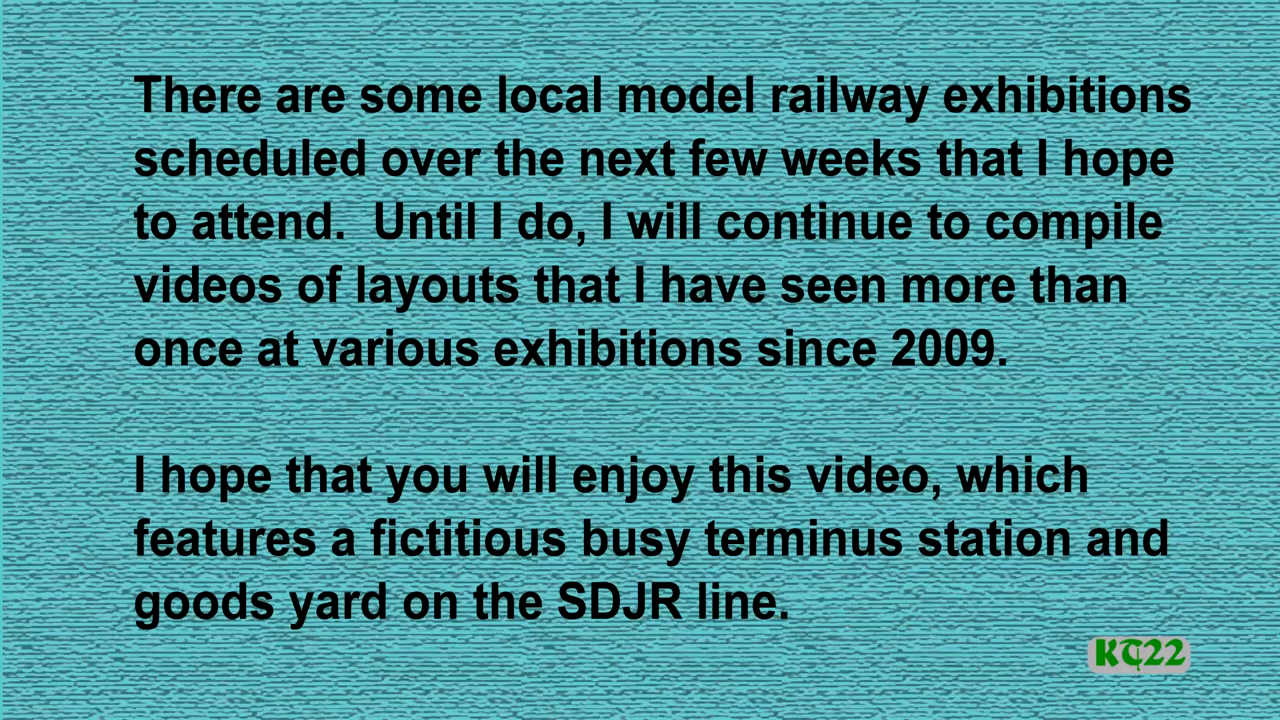 There are some local model railway exhibitions
scheduled over the next few weeks that I hope
to attend.  Until I do, I will continue to compile
videos of layouts that I have seen more than
once at various exhibitions since 2009.
I hope that you will enjoy this video, which
features a fictitious busy terminus station and
goods yard on the SDJR line.
KT22